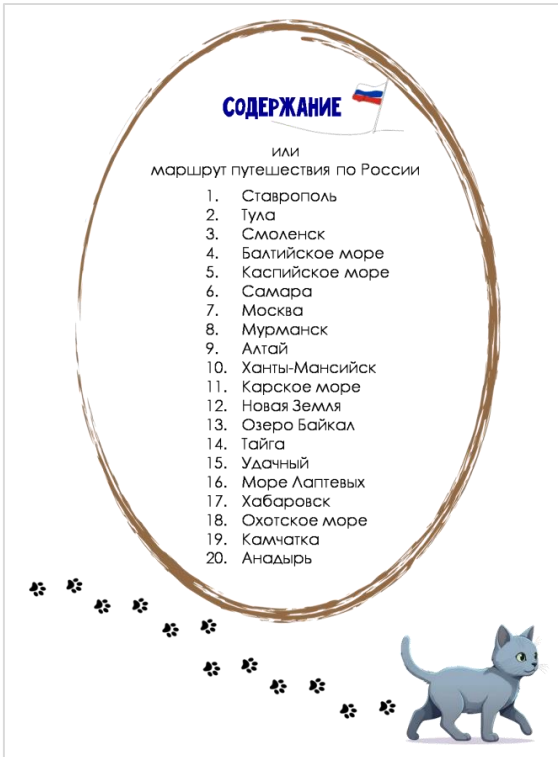 СОДЕРЖАНИЕ
или
маршрут путешествия по России
1. Ставрополь
2. Тула
3. Смоленск
4. Балтийское море
5. Каспийское море
6. Самара
7. Москва
8. Мурманск
9. Алтай
10. Ханты-Мансийск
11. Карское море
12. Новая Земля
13. Озеро Байкал
14. Тайга
15. Удачный
16. Море Лаптевых
17. Хабаровск
18. Охотское море
19. Камчатка
20. Анадырь